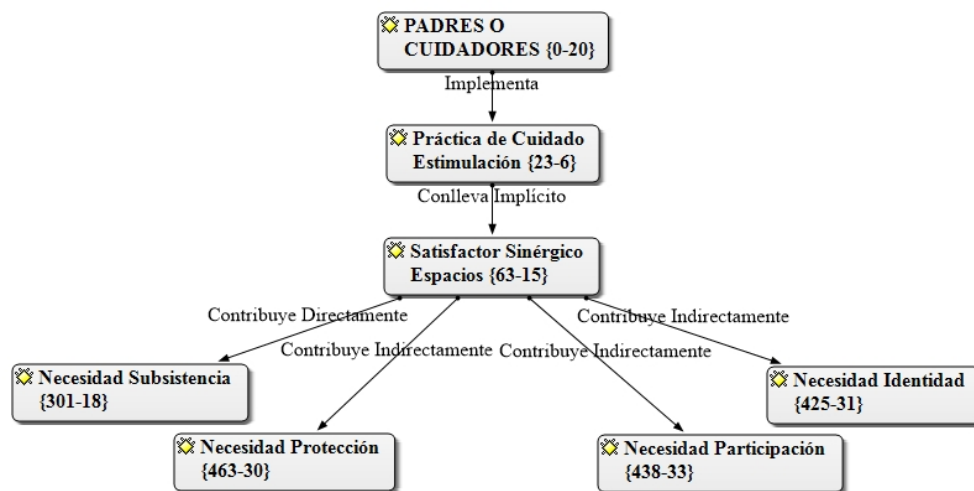 PADRES O
CUIDADORES {0-20}
Implementa
Práctica de Cuidado
Estimulación {23-6}
Conlleva Implícito
Satisfactor Sinérgico
Espacios {63-15}
Contribuye Directamente
Contribuye Indirectamente
Contribuye Indirectamente
Contribuye Indirectamente
Necesidad Subsistencia
{301-18}
Necesidad Identidad
{425-31}
Necesidad Protección
{463-30}
Necesidad Participación
{438-33}